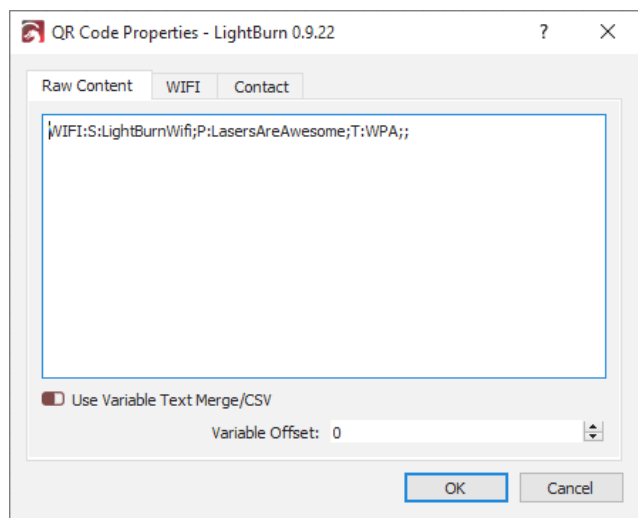 QR Code Properties - LightBurn 0.9.22 ?
Raw Content WIFI Contact
WIFI:S:LightBurnWifi;P:LasersAreAwesome;T:WPA;;
Use Variable Text Merge/CSV
Variable Offset: 0
OK Cancel